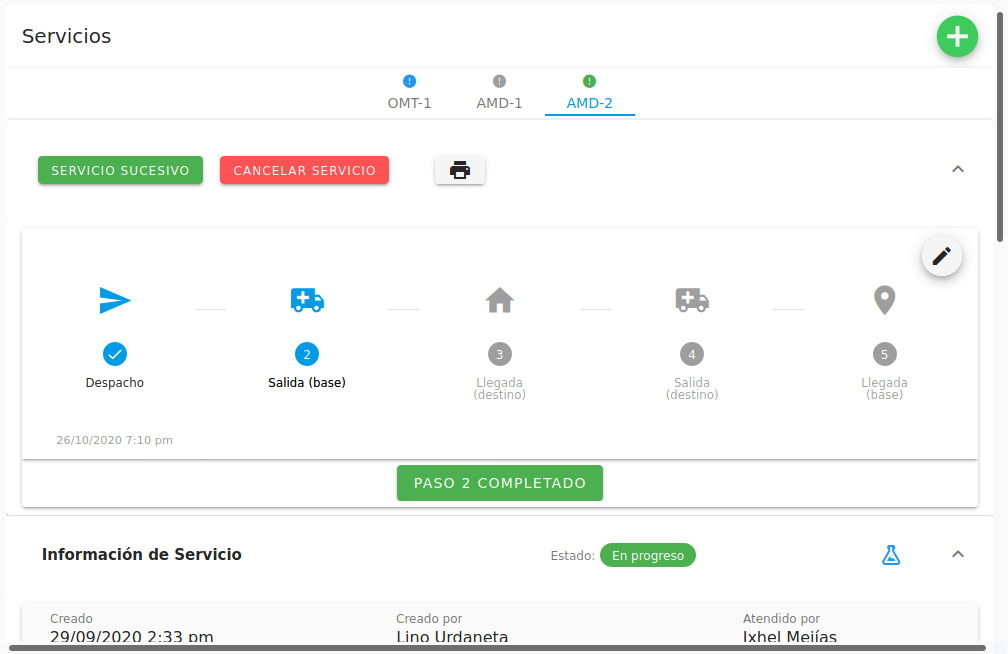 Servicios
OMT-1
AMD-1
AMD-2
SERVICIO SUCESIVO
CANCELAR SERVICIO
2
3
4
5
Despacho
Salida (base)
Llegada
(destino)
Salida
(destino)
Llegada
(base)
26/10/2020 7:10 pm
PASO 2 COMPLETADO
Información de Servicio
Estado:
En progreso
Creado
Creado por
Atendido por
29/09/2020 2:33 pm
Lino Urdaneta
Ixhel Mejías